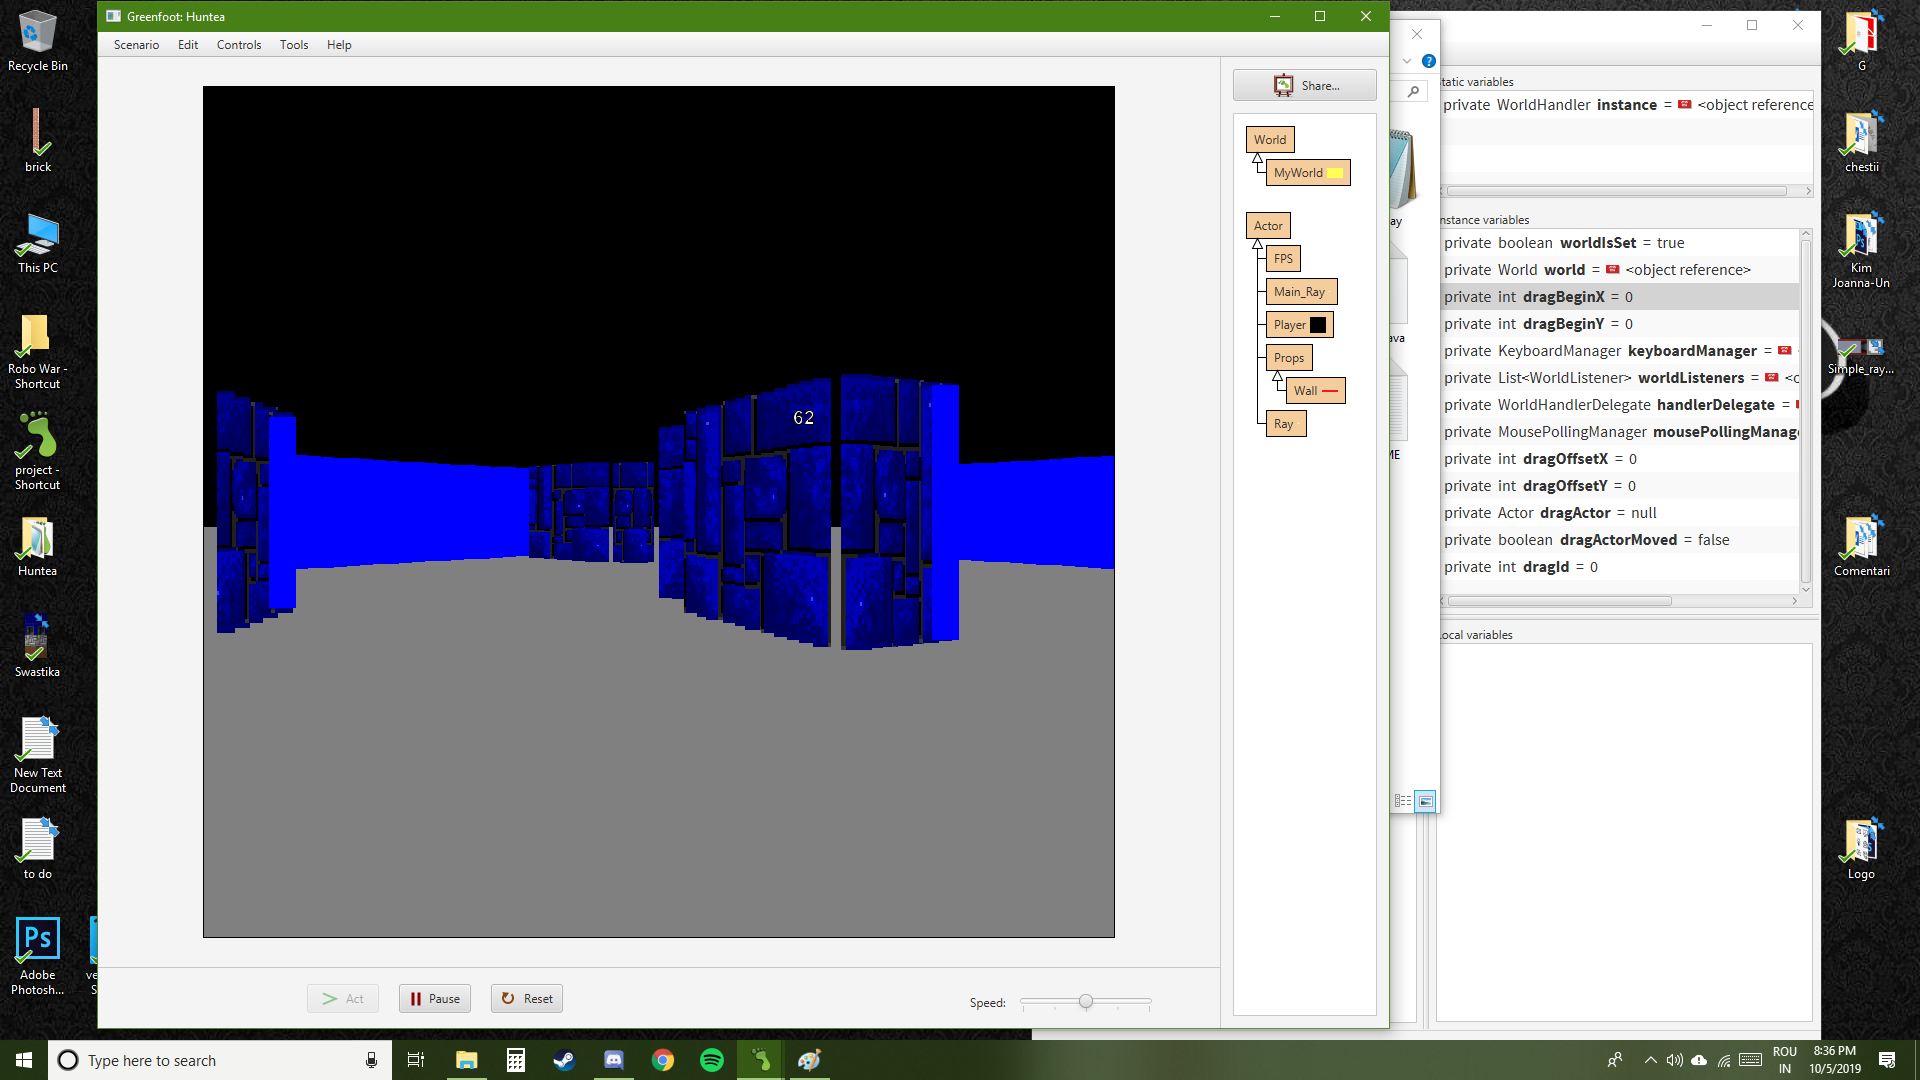 Recycle Bin
brick
This PC
Robo War -
Shortcut
project -
Shortcut
Huntea
Swastika
New Text
Document
to do
Adobe
Photosh...
Greenfoot: Huntea
Scenario Edit Controls Tools Help
62
Share...
World
MyWorld
Actor
FPS
Main_Ray
Player
Props
Wall
Ray
Act Pause Reset Speed:
tatic variables
private WorldHandler instance = <object reference
nstance variables
private boolean worldIsSet = true
private World world = <object reference>
private int dragBeginX = 0
private int dragBeginY = 0
private KeyboardManager keyboardManager =
private List<WorldListener> worldListeners = <c
private WorldHandlerDelegate handlerDelegate =
private MousePollingManager mousePollingManage
private int dragOffsetX = 0
private int dragOffsetY = 0
private Actor dragActor = null
private boolean dragActorMoved = false
private int dragId = 0
ocal variables
ay
ava
ME
G
chestii
Kim
Joanna-Un
Simple_ray...
Comentari
Logo
Ps
Type here to search
ROU
IN
8:36 PM
10/5/2019